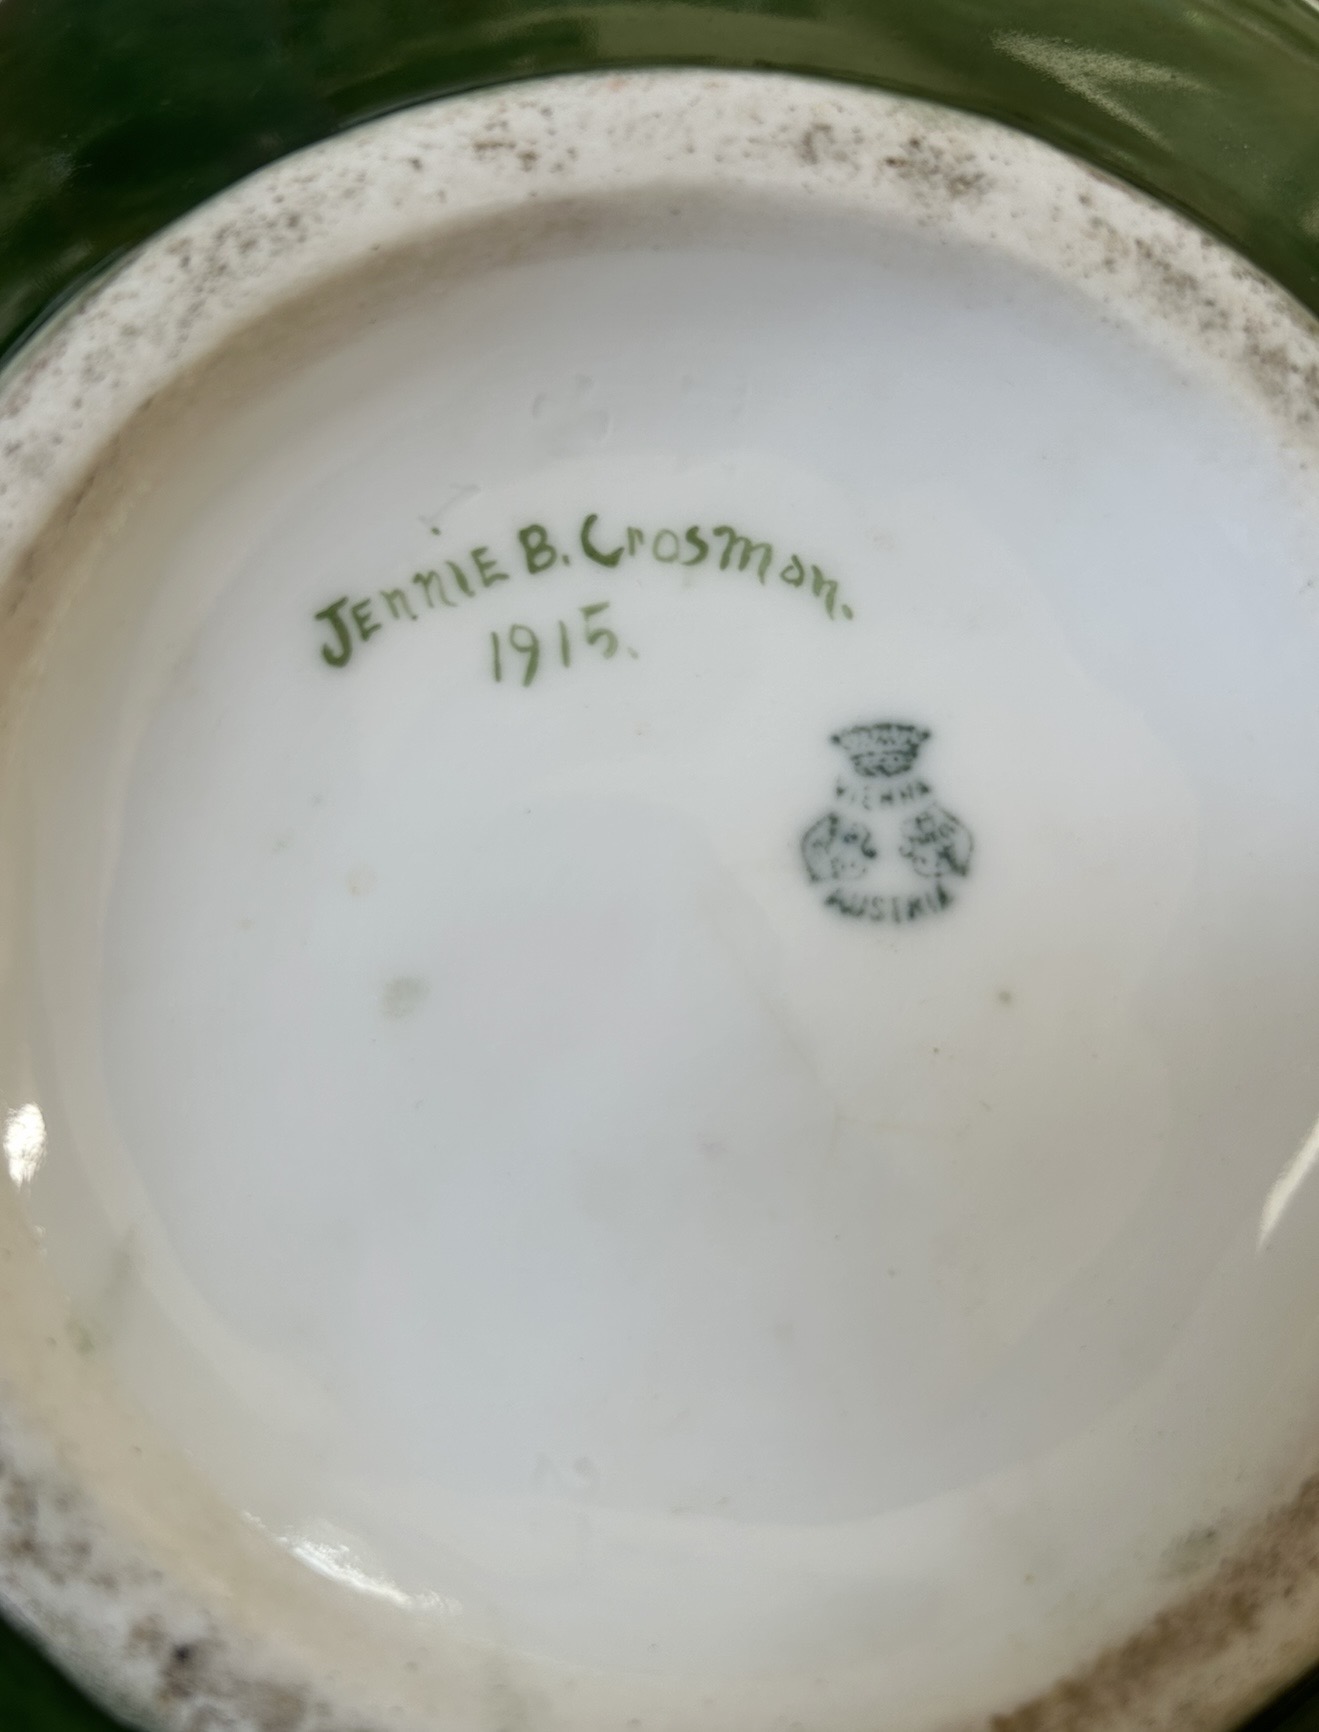 JEnnIE B. Crosman.
1915.
VIENNA
AUSTRIA